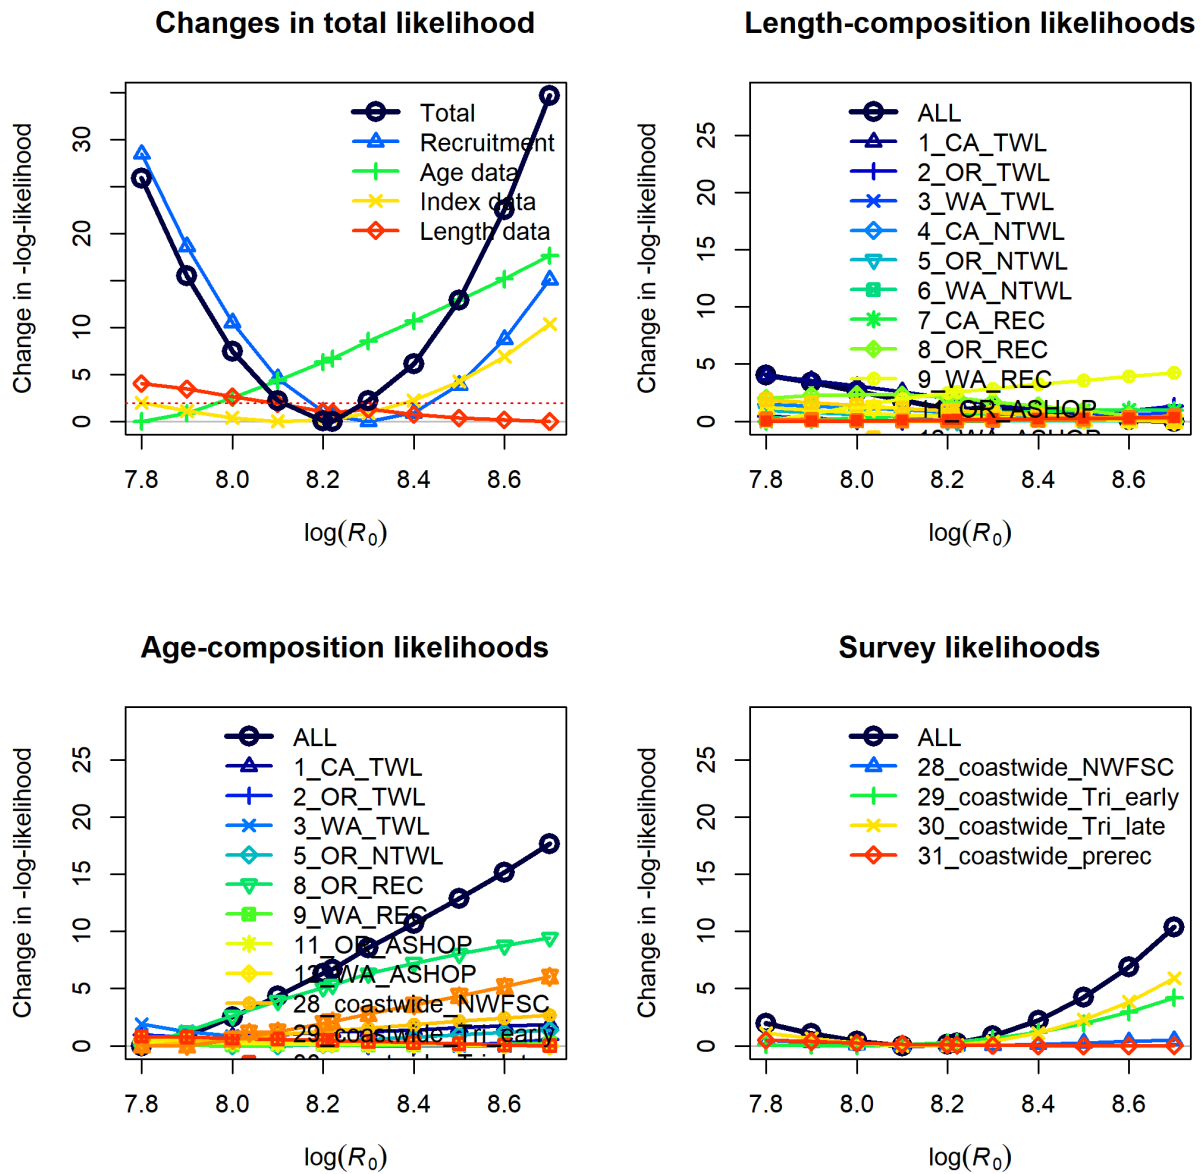 Changes in total likelihood
Change in -log-likelihood
0
10
20
30
Total
Recruitment
Age data
Index data
Length data
7.8
8.0
8.2
8.4
8.6
log(R0)
Length-composition likelihoods
Change in -log-likelihood
0
5
10
15
20
25
ALL
1_CA_TWL
2_OR_TWL
3_WA_TWL
4_CA_NTWL
5_OR_NTWL
6_WA_NTWL
7_CA_REC
8_OR_REC
9_WA_REC
11_OR_ASHOP
12_WA_ASHOP
7.8
8.0
8.2
8.4
8.6
log(R0)
Age-composition likelihoods
Change in -log-likelihood
0
5
10
15
20
25
ALL
1_CA_TWL
2_OR_TWL
3_WA_TWL
5_OR_NTWL
8_OR_REC
9_WA_REC
11_OR_ASHOP
12_WA_ASHOP
28_coastwide_NWFSC
29_coastwide_Tri_early
7.8
8.0
8.2
8.4
8.6
log(R0)
Survey likelihoods
Change in -log-likelihood
0
5
10
15
20
25
ALL
28_coastwide_NWFSC
29_coastwide_Tri_early
30_coastwide_Tri_late
31_coastwide_prerec
7.8
8.0
8.2
8.4
8.6
log(R0)